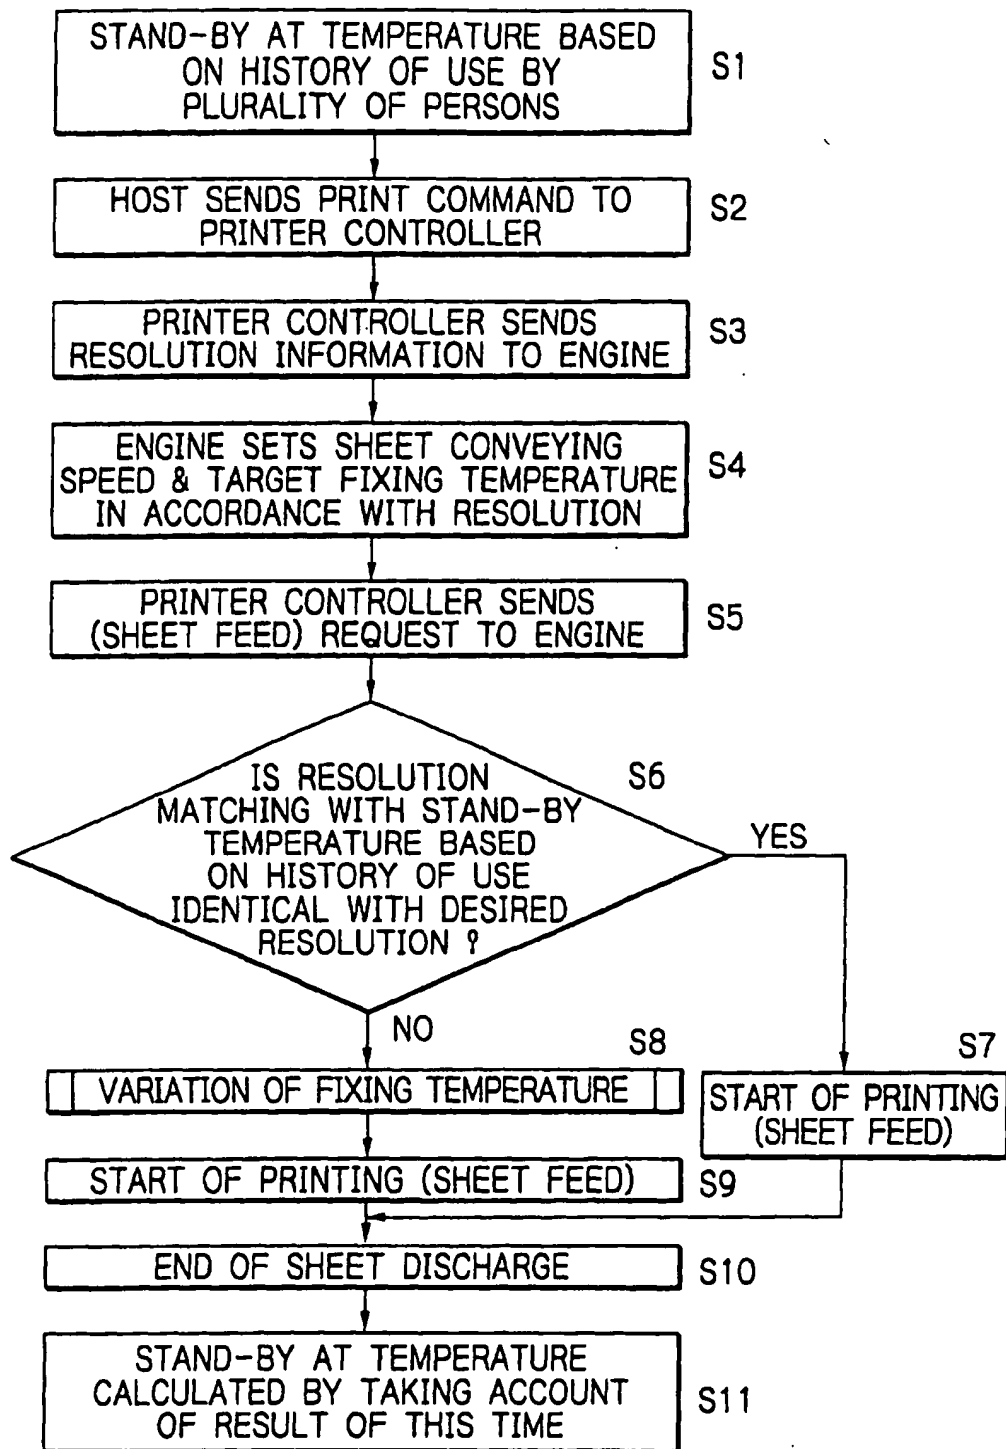 STAND-BY AT TEMPERATURE BASED
ON HISTORY OF USE BY
PLURALITY OF PERSONS
S1
HOST SENDS PRINT COMMAND TO
PRINTER CONTROLLER
S2
PRINTER CONTROLLER SENDS
RESOLUTION INFORMATION TO ENGINE
S3
ENGINE SETS SHEET CONVEYING
SPEED & TARGET FIXING TEMPERATURE
IN ACCORDANCE WITH RESOLUTION
S4
PRINTER CONTROLLER SENDS
(SHEET FEED) REQUEST TO ENGINE
S5
IS RESOLUTION
MATCHING WITH STAND-BY
TEMPERATURE BASED
ON HISTORY OF USE
IDENTICAL WITH DESIRED
RESOLUTION ?
S6
YES
NO
S7
START OF PRINTING
(SHEET FEED)
S8
VARIATION OF FIXING TEMPERATURE
START OF PRINTING (SHEET FEED)
S9
END OF SHEET DISCHARGE
S10
STAND-BY AT TEMPERATURE
CALCULATED BY TAKING ACCOUNT
OF RESULT OF THIS TIME
S11